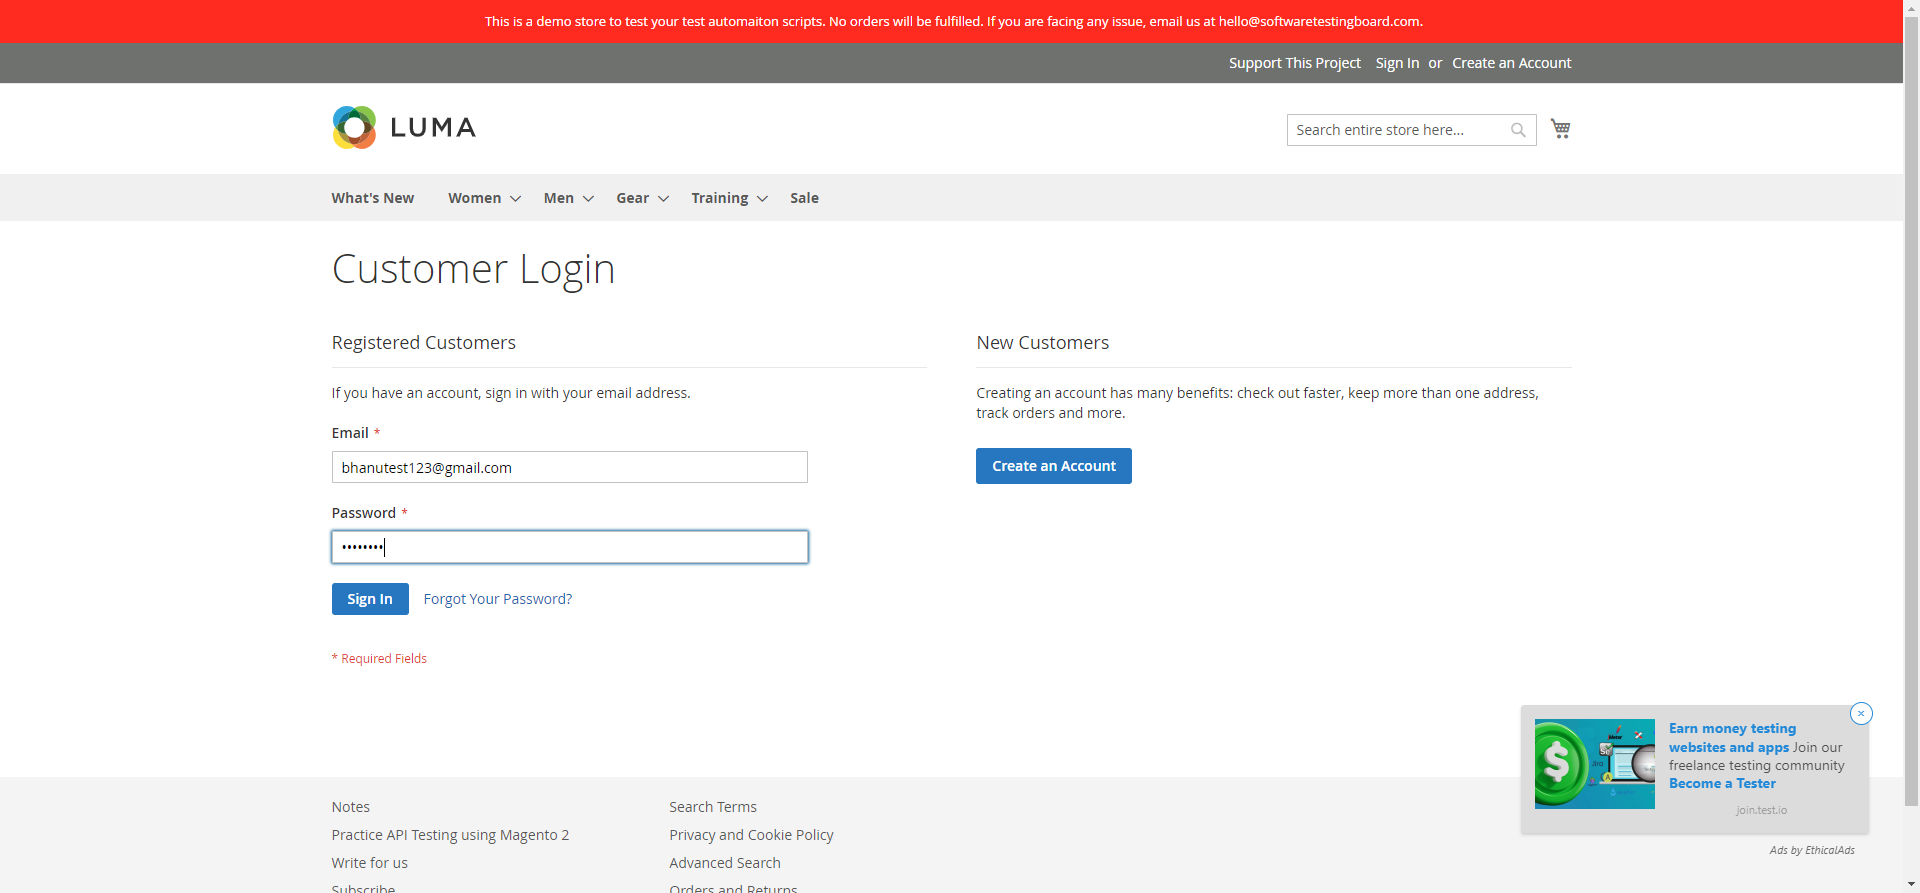 This is a demo store to test your test automaiton scripts. No orders will be fulfilled. If you are facing any issue, email us at hello@softwaretestingboard.com.
Support This Project Sign In or Create an Account
LUMA
Search entire store here...
What's New Women Men Gear Training Sale
Customer Login
Registered Customers
If you have an account, sign in with your email address.
Email *
bhanutest123@gmail.com
Password *
••••••••
Sign In Forgot Your Password?
* Required Fields
New Customers
Creating an account has many benefits: check out faster, keep more than one address,
track orders and more.
Create an Account
Earn money testing
websites and apps Join our
freelance testing community
Become a Tester
join.test.io
Ads by EthicalAds
Notes
Practice API Testing using Magento 2
Write for us
Subscribe
Search Terms
Privacy and Cookie Policy
Advanced Search
Orders and Returns